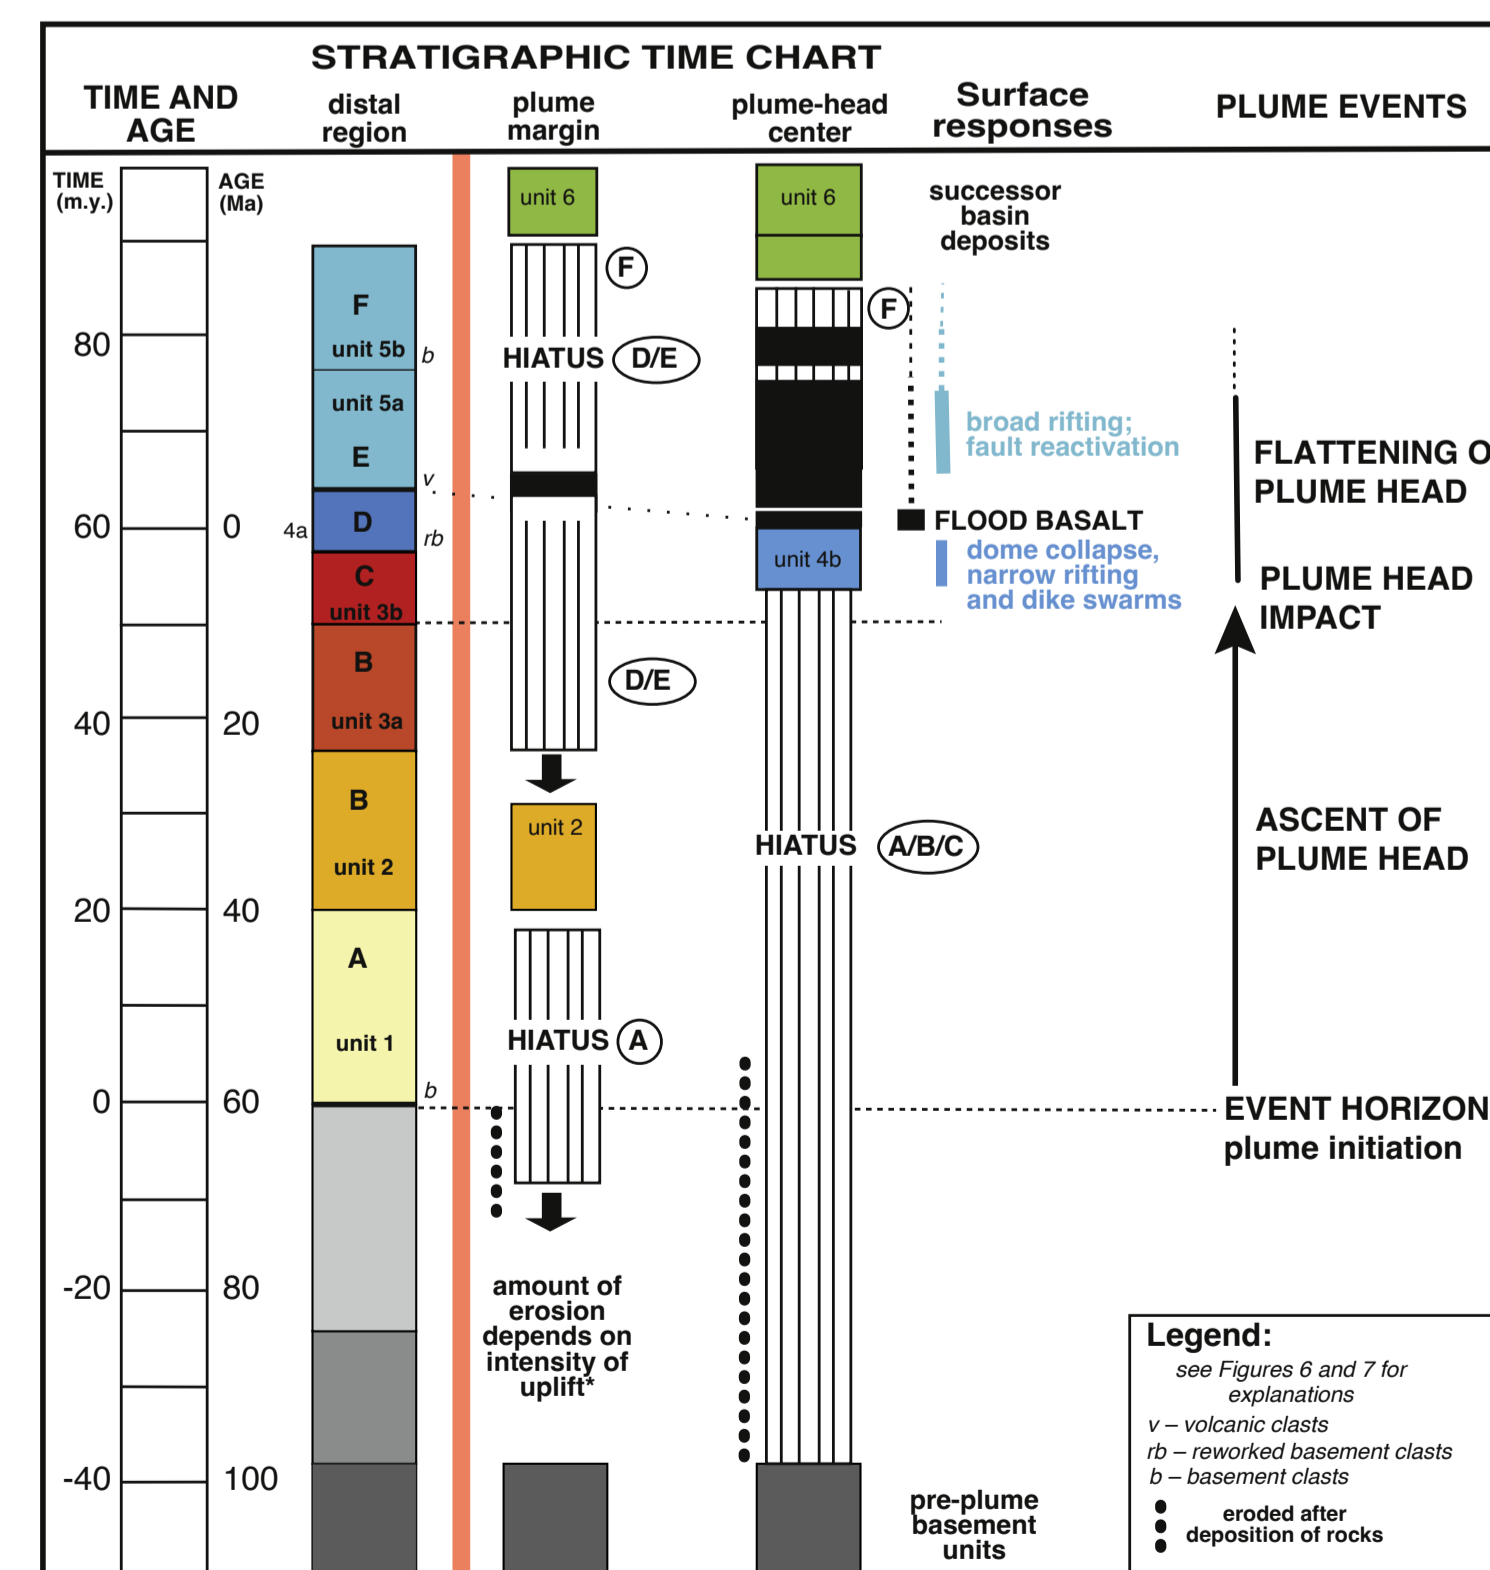 STRATIGRAPHIC TIME CHART
TIME AND
AGE
distal
region
plume
margin
plume-head
center
Surface
responses
PLUME EVENTS
TIME
(m.y.)
AGE
(Ma)
unit 6
unit 6
successor
basin
deposits
F
F
F
80
unit 5b
b
HIATUS
D/E
unit 5a
broad rifting;
fault reactivation
E
v
FLATTENING O
PLUME HEAD
60
0
4a
D
rb
FLOOD BASALT
unit 4b
dome collapse,
narrow rifting
and dike swarms
C
unit 3b
PLUME HEAD
IMPACT
B
D/E
40
20
unit 3a
B
unit 2
unit 2
HIATUS
A/B/C
ASCENT OF
PLUME HEAD
20
40
A
unit 1
HIATUS
A
b
0
60
EVENT HORIZON
plume initiation
-20
80
amount of
erosion
depends on
intensity of
uplift*
-40
100
pre-plume
basement
units
Legend:
see Figures 6 and 7 for
explanations
v – volcanic clasts
rb – reworked basement clasts
b – basement clasts
eroded after
deposition of rocks